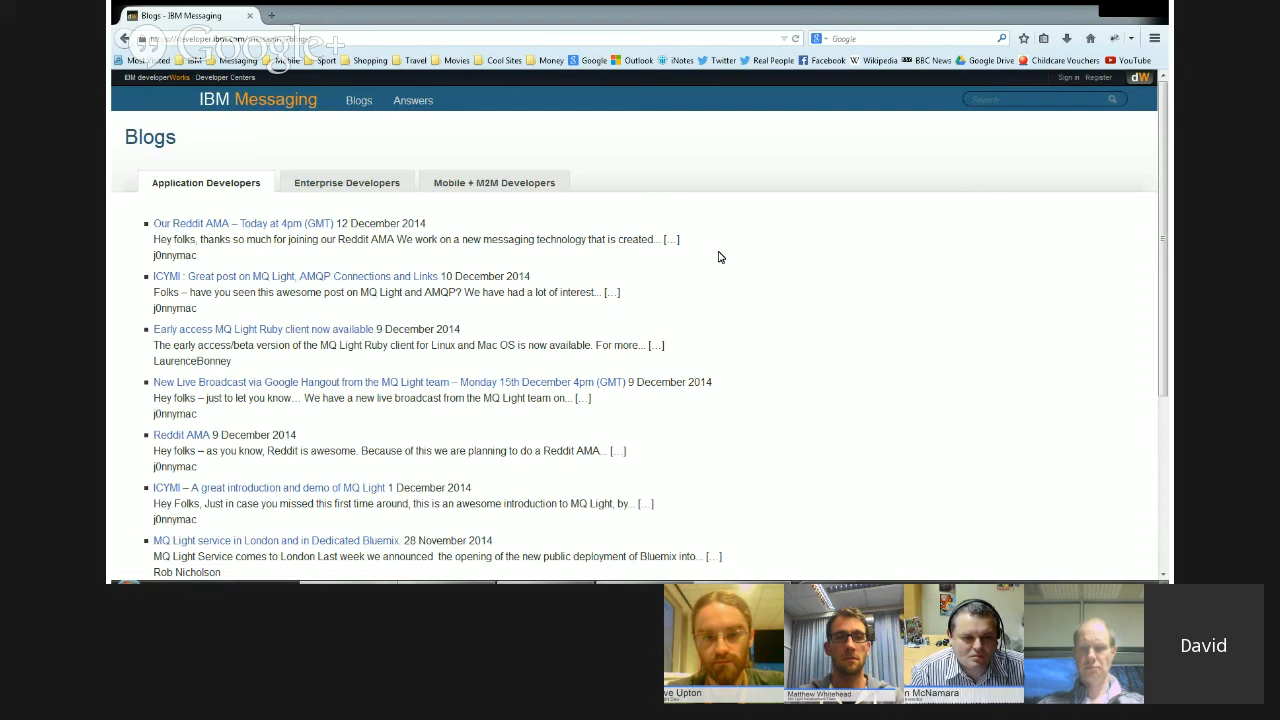 Blogs - IBM Messaging
Google+
Google
Most Visited IBM Messaging Mobile Sport Shopping Travel Movies Cool Sites Money Google Outlook iNotes Twitter Real People Facebook Wikipedia BBC News Google Drive Childcare Vouchers YouTube
IBM developerWorks Developer Centers Sign in Register dW
IBM Messaging Blogs Answers Search
Blogs
Application Developers Enterprise Developers Mobile + M2M Developers
Our Reddit AMA – Today at 4pm (GMT) 12 December 2014
Hey folks, thanks so much for joining our Reddit AMA We work on a new messaging technology that is created... […]
j0nnymac
ICYMI : Great post on MQ Light, AMQP Connections and Links 10 December 2014
Folks – have you seen this awesome post on MQ Light and AMQP? We have had a lot of interest... […]
j0nnymac
Early access MQ Light Ruby client now available 9 December 2014
The early access/beta version of the MQ Light Ruby client for Linux and Mac OS is now available. For more... […]
LaurenceBonney
New Live Broadcast via Google Hangout from the MQ Light team – Monday 15th December 4pm (GMT) 9 December 2014
Hey folks – just to let you know… We have a new live broadcast from the MQ Light team on... […]
j0nnymac
Reddit AMA 9 December 2014
Hey folks – as you know, Reddit is awesome. Because of this we are planning to do a Reddit AMA... […]
j0nnymac
ICYMI – A great introduction and demo of MQ Light 1 December 2014
Hey Folks, Just in case you missed this first time around, this is an awesome introduction to MQ Light, by... […]
j0nnymac
MQ Light service in London and in Dedicated Bluemix. 28 November 2014
MQ Light Service comes to London Last week we announced the opening of the new public deployment of Bluemix into... […]
Rob Nicholson
ve Upton
Matthew Whitehead
MQ Light Development Team
n McNamara
David